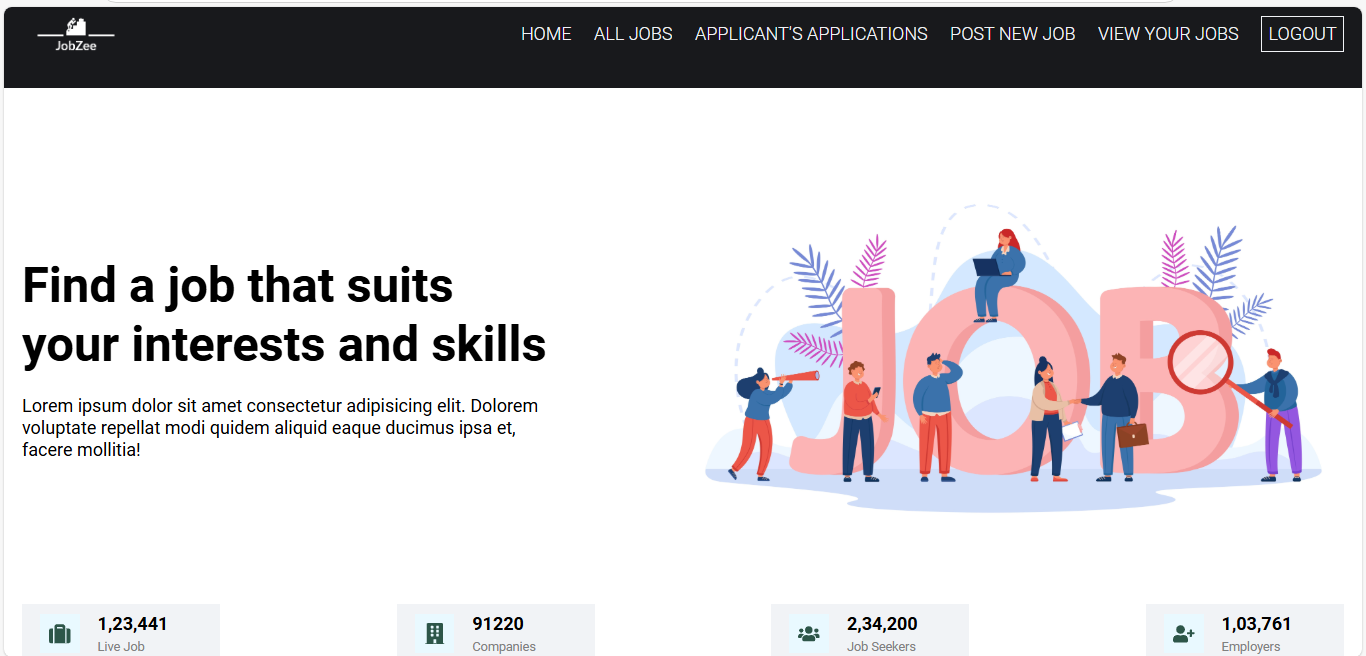 JobZee
HOME ALL JOBS APPLICANT'S APPLICATIONS POST NEW JOB VIEW YOUR JOBS LOGOUT
Find a job that suits
your interests and skills
Lorem ipsum dolor sit amet consectetur adipisicing elit. Dolorem
voluptate repellat modi quidem aliquid eaque ducimus ipsa et,
facere mollitia!
JOB
1,23,441
Live Job
91220
Companies
2,34,200
Job Seekers
1,03,761
Employers